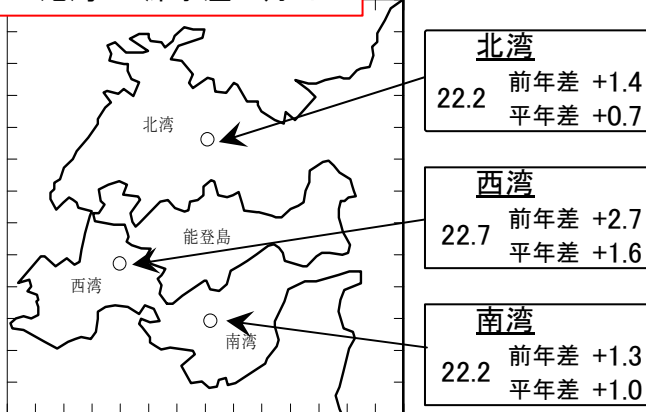 北湾
22.2
前年差 +1.4
平年差 +0.7
北湾
西湾
22.7
前年差 +2.7
平年差 +1.6
能登島
西湾
南湾
22.2
前年差 +1.3
平年差 +1.0
南湾